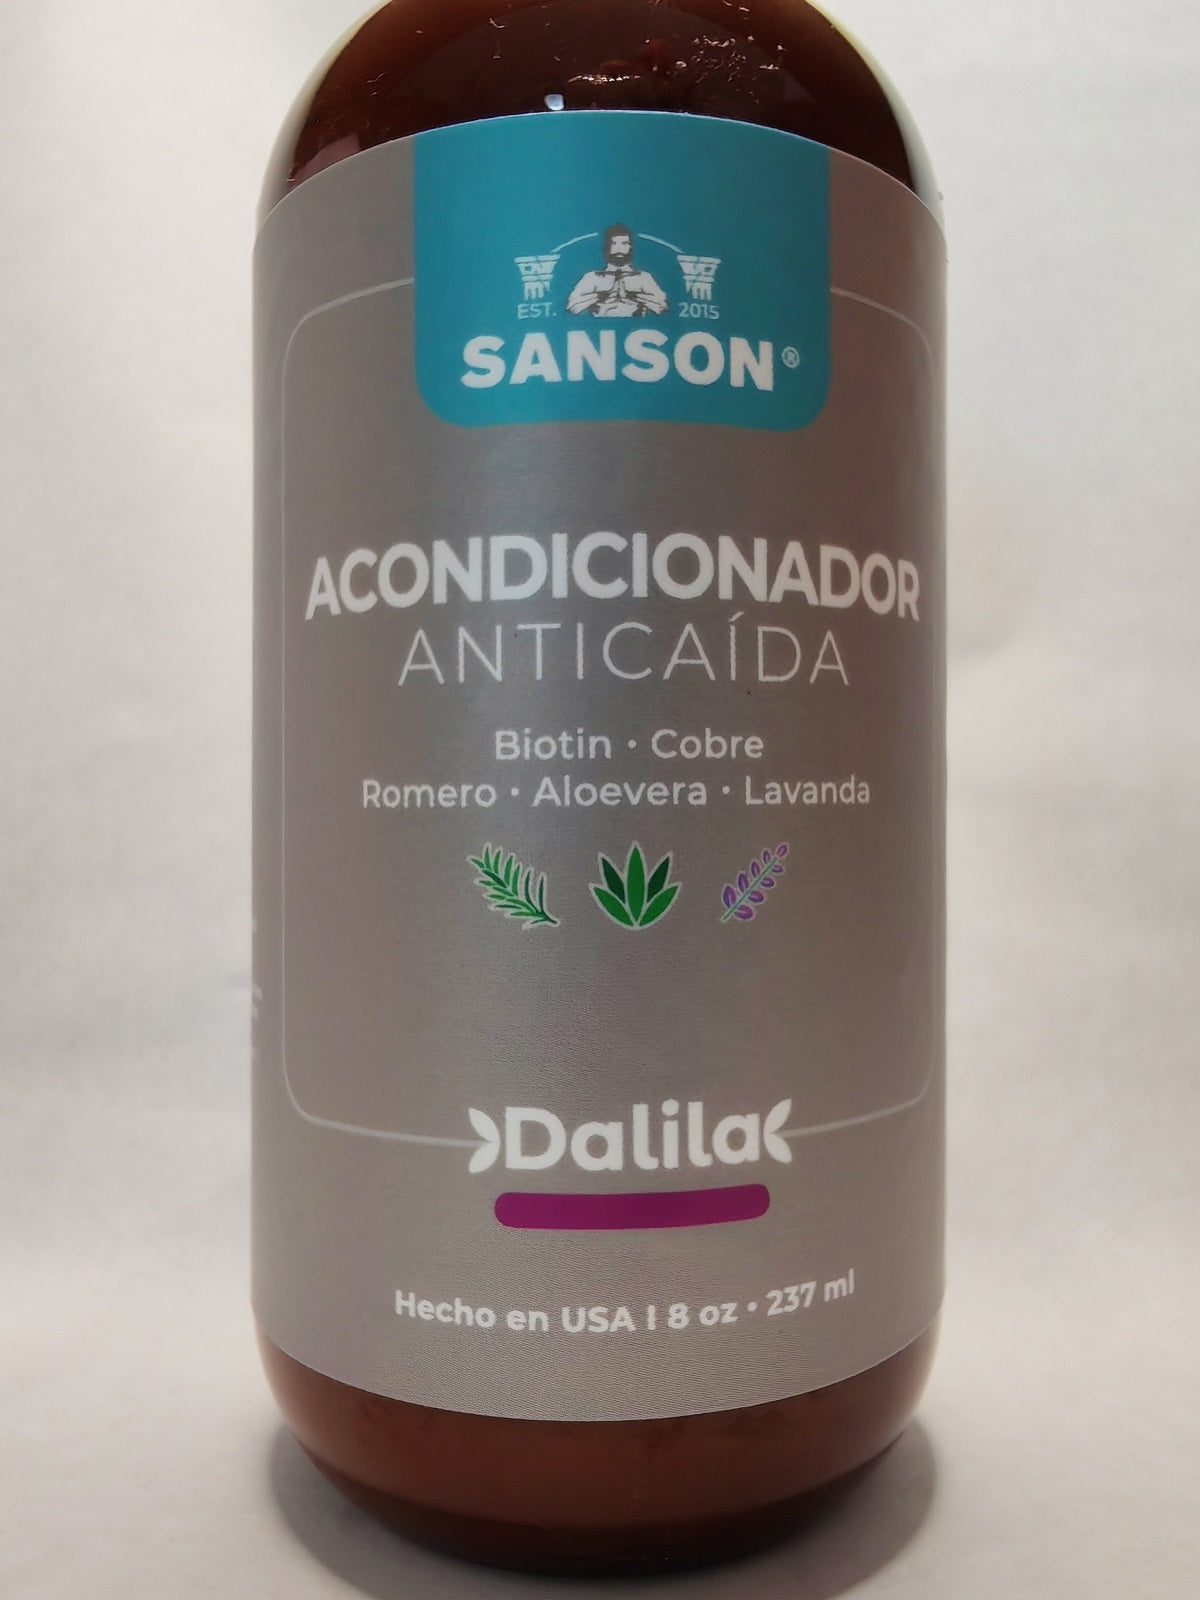 EST. 2015
SANSON®
ACONDICIONADOR
ANTICAÍDA
Biotin • Cobre
Romero • Aloevera • Lavanda
Dalila
Hecho en USA | 8 oz • 237 ml